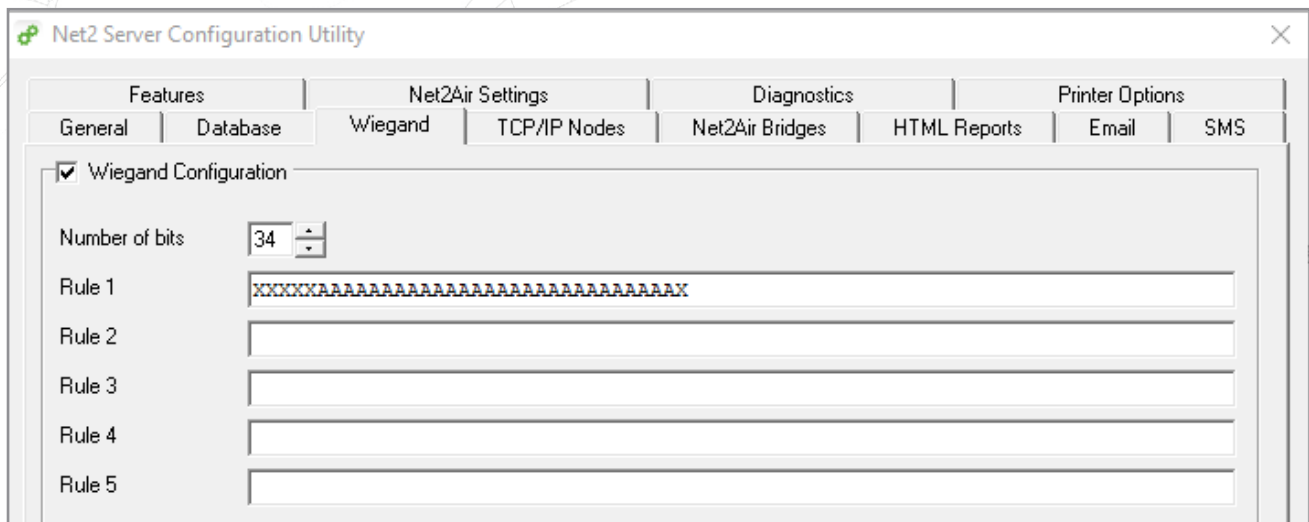 Net2 Server Configuration Utility
Features Net2Air Settings Diagnostics Printer Options
General Database Wiegand TCP/IP Nodes Net2Air Bridges HTML Reports Email SMS
Wiegand Configuration
Number of bits 34
Rule 1 XXXXXAAAAAAAAAAAAAAAAAAAAAAAAAAAAX
Rule 2
Rule 3
Rule 4
Rule 5